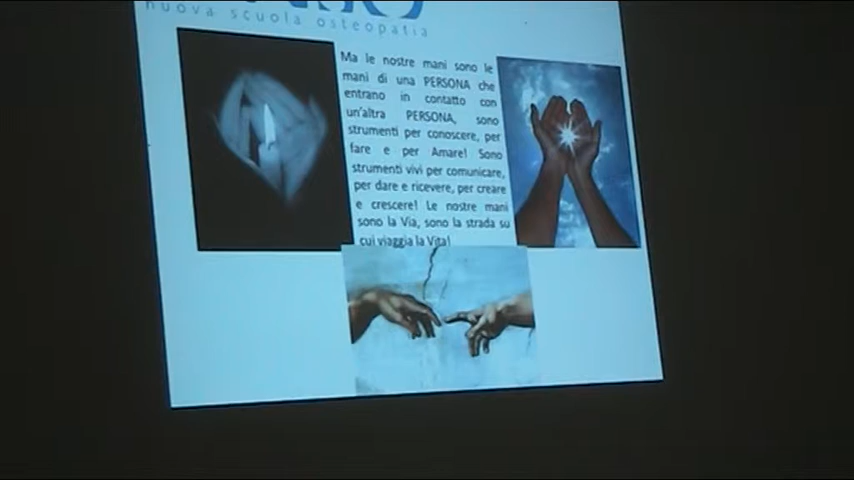 nuova scuola osteopatia
Ma le nostre mani sono le
mani di una PERSONA che
entrano in contatto con
un'altra PERSONA, sono
strumenti per conoscere, per
fare e per Amare! Sono
strumenti vivi per comunicare,
per dare e ricevere, per creare
e crescere! Le nostre mani
sono la Via, sono la strada su
cui viaggia la Vita!